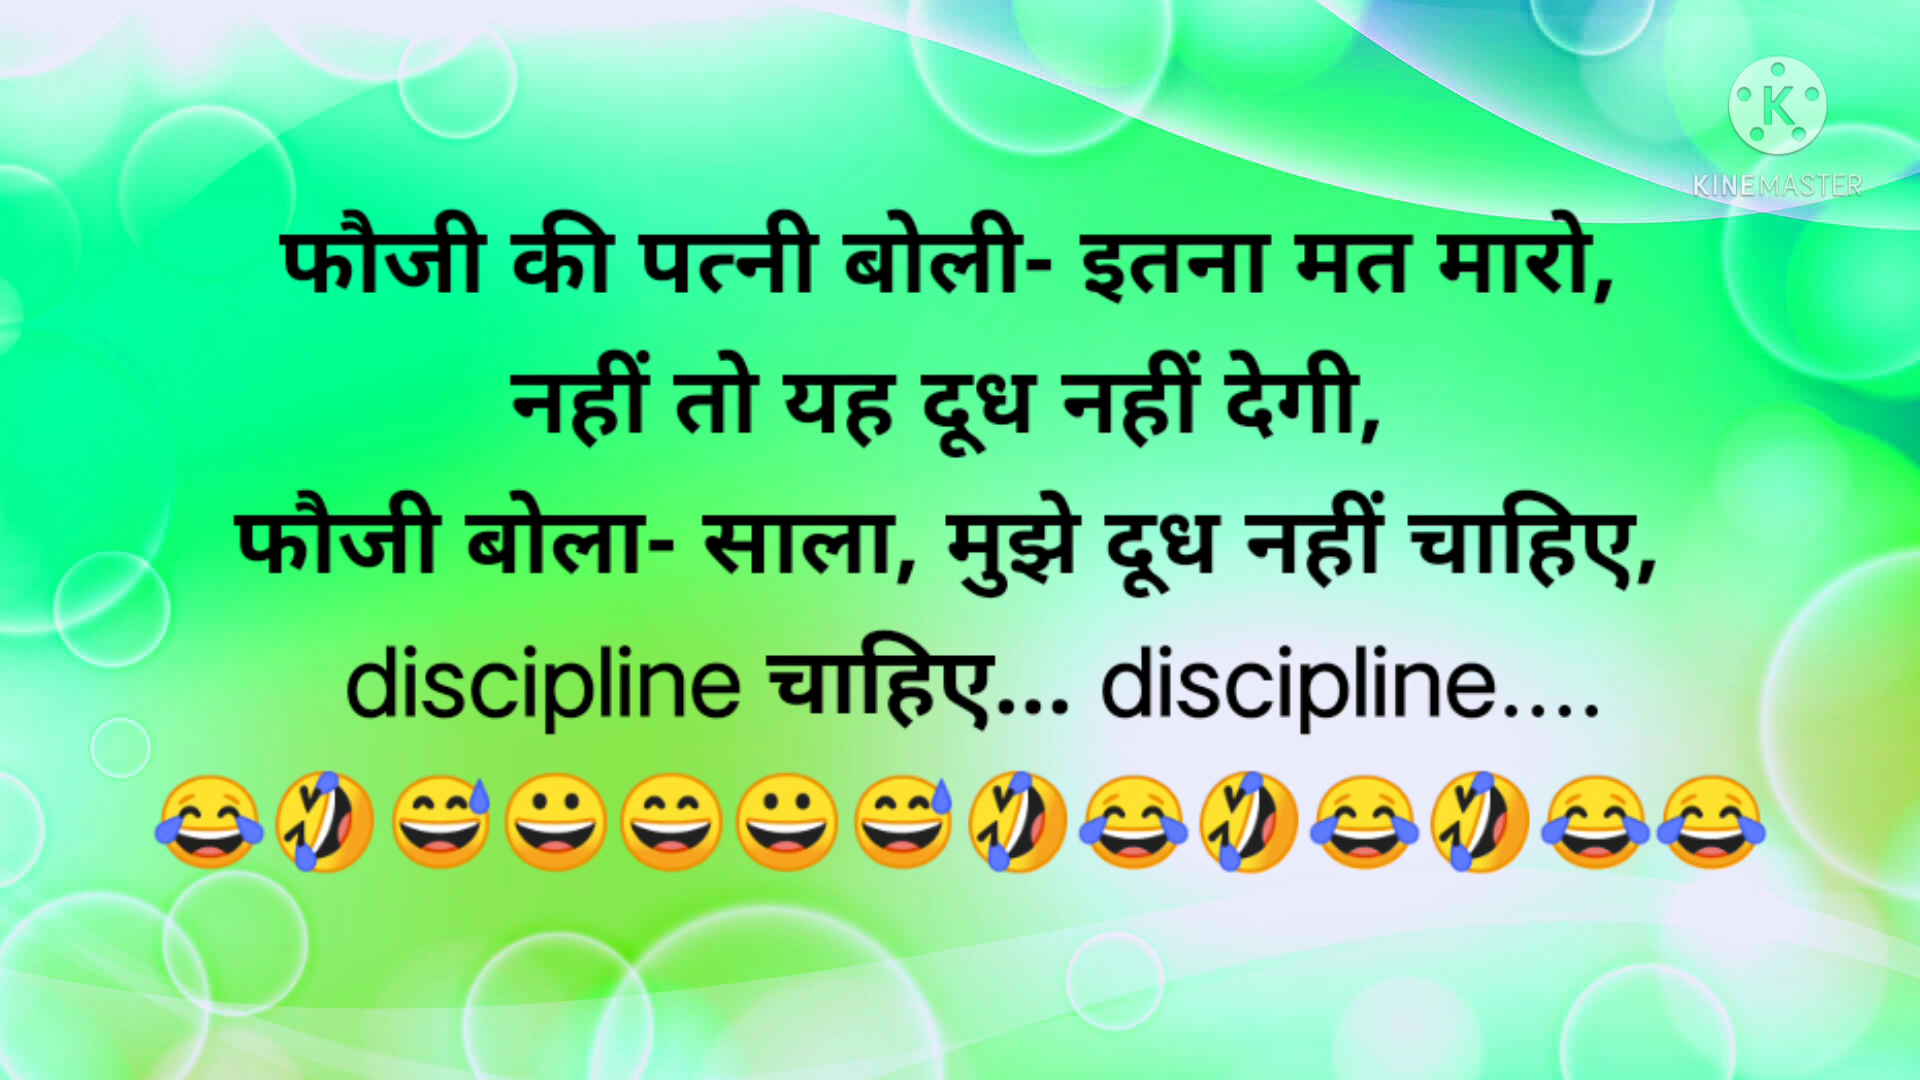 KINEMASTER
फौजी की पत्नी बोली- इतना मत मारो,
नहीं तो यह दूध नहीं देगी,
फौजी बोला- साला, मुझे दूध नहीं चाहिए,
discipline चाहिए... discipline....
😂🤣😅😀😄😀😅🤣😂🤣😂🤣😂😂